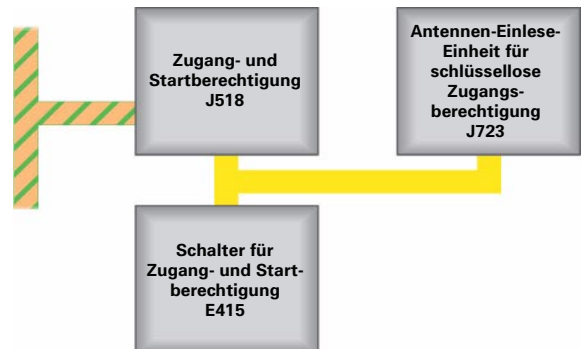 Zugang- und
Startberechtigung
J518
Antennen-Einlese-
Einheit für
schlüssellose
Zugangs-
berechtigung
J723
Schalter für
Zugang- und Start-
berechtigung
E415